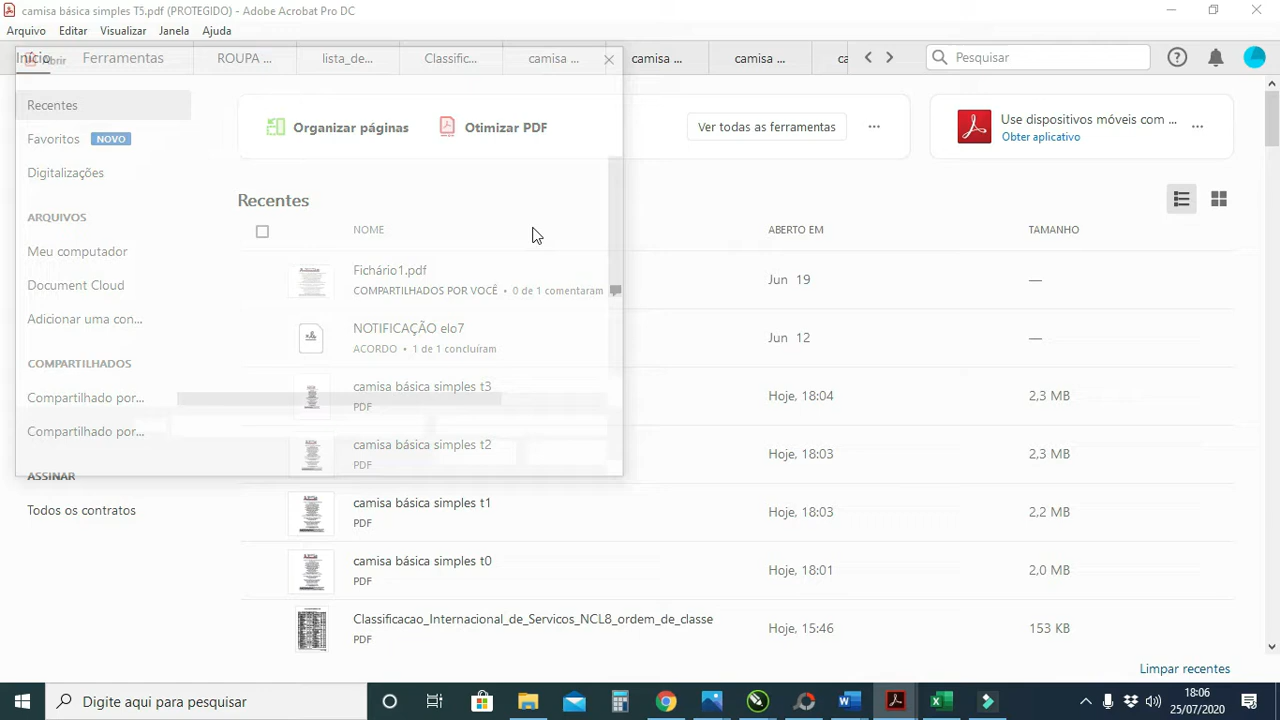 camisa básica simples T5.pdf (PROTEGIDO) - Adobe Acrobat Pro DC
Arquivo Editar Visualizar Janela Ajuda
Início Abrir Ferramentas ROUPA ... lista_de... Classific... camisa ... camisa ... camisa ... ca Pesquisar
Recentes
Favoritos NOVO
Digitalizações
ARQUIVOS
Meu computador
Document Cloud
Adicionar uma con...
COMPARTILHADOS
Compartilhado por...
Compartilhado por...
ASSINAR
Todos os contratos
Organizar páginas Otimizar PDF Ver todas as ferramentas ...
Use dispositivos móveis com ... ...
Obter aplicativo
Recentes
NOME ABERTO EM TAMANHO
Fichário1.pdf
COMPARTILHADOS POR VOCÊ • 0 de 1 comentaram
Jun 19 —
NOTIFICAÇÃO elo7
ACORDO • 1 de 1 concluíram
Jun 12 —
camisa básica simples t3
PDF
Hoje, 18:04 2,3 MB
camisa básica simples t2
PDF
Hoje, 18:03 2,3 MB
camisa básica simples t1
PDF
Hoje, 18:03 2,2 MB
camisa básica simples t0
PDF
Hoje, 18:01 2,0 MB
Classificacao_Internacional_de_Servicos_NCL8_ordem_de_classe
PDF
Hoje, 15:46 153 KB
Limpar recentes
Digite aqui para pesquisar
18:06
25/07/2020